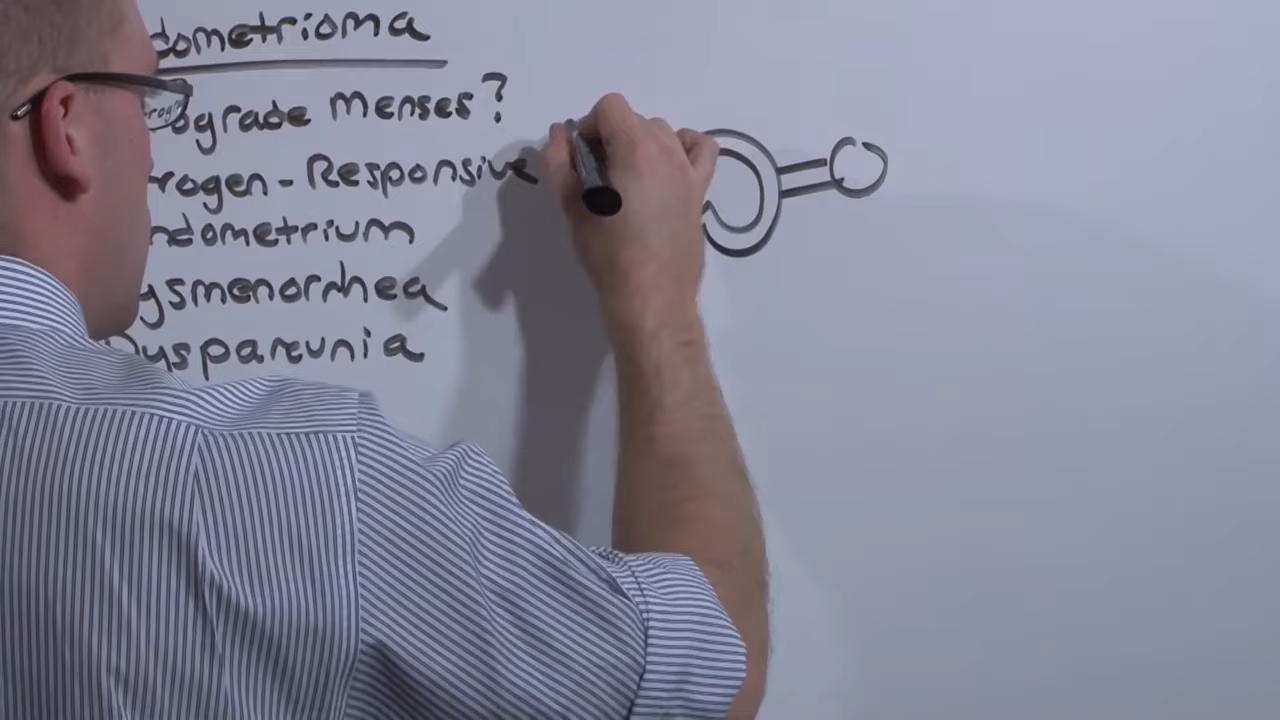 dometrioma
ograde Menses?
rogen-Responsive
ndometrium
ysmenorrhea
Dyspareunia